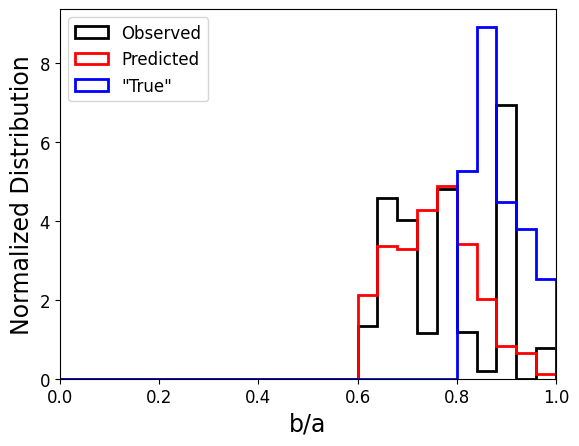 Observed
Predicted
"True"
Normalized Distribution
8
6
4
2
0
0.0 0.2 0.4 0.6 0.8 1.0
b/a